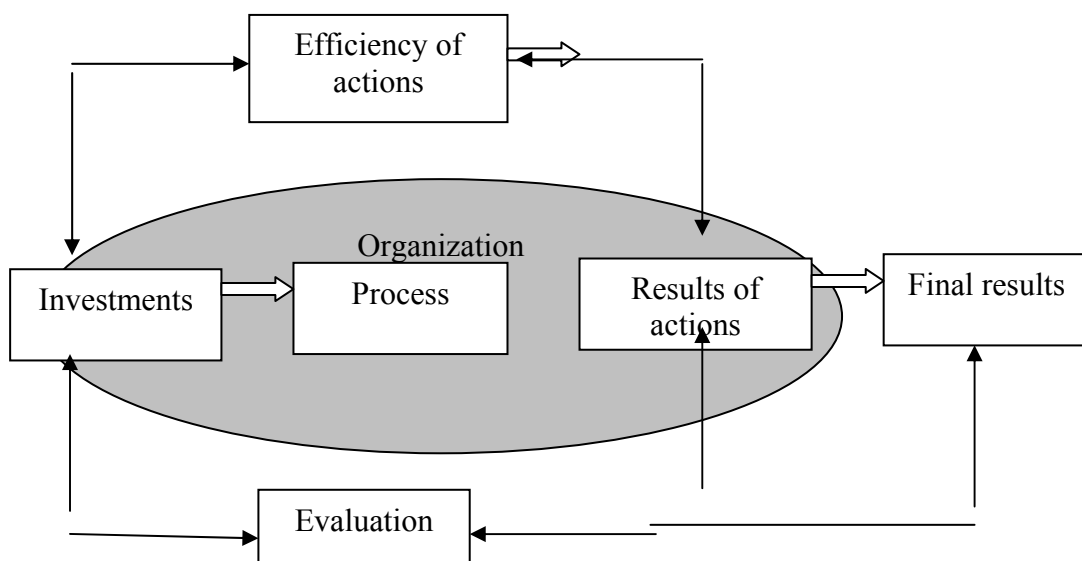 Efficiency of
actions
Organization
Investments
Process
Results of
actions
Final results
Evaluation